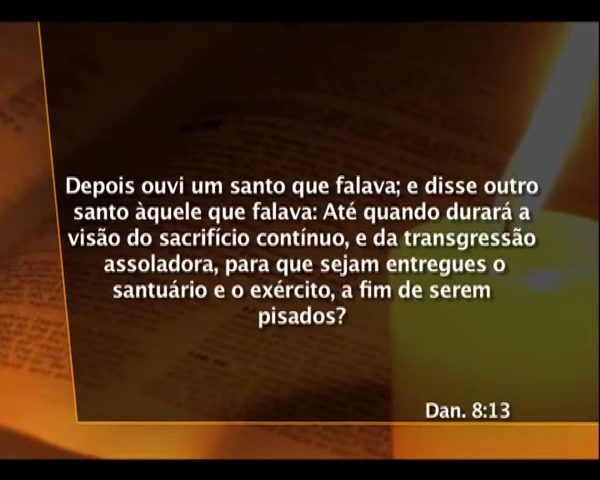 Depois ouvi um santo que falava; e disse outro
santo àquele que falava: Até quando durará a
visão do sacrifício contínuo, e da transgressão
assoladora, para que sejam entregues o
santuário e o exército, a fim de serem
pisados?
Dan. 8:13